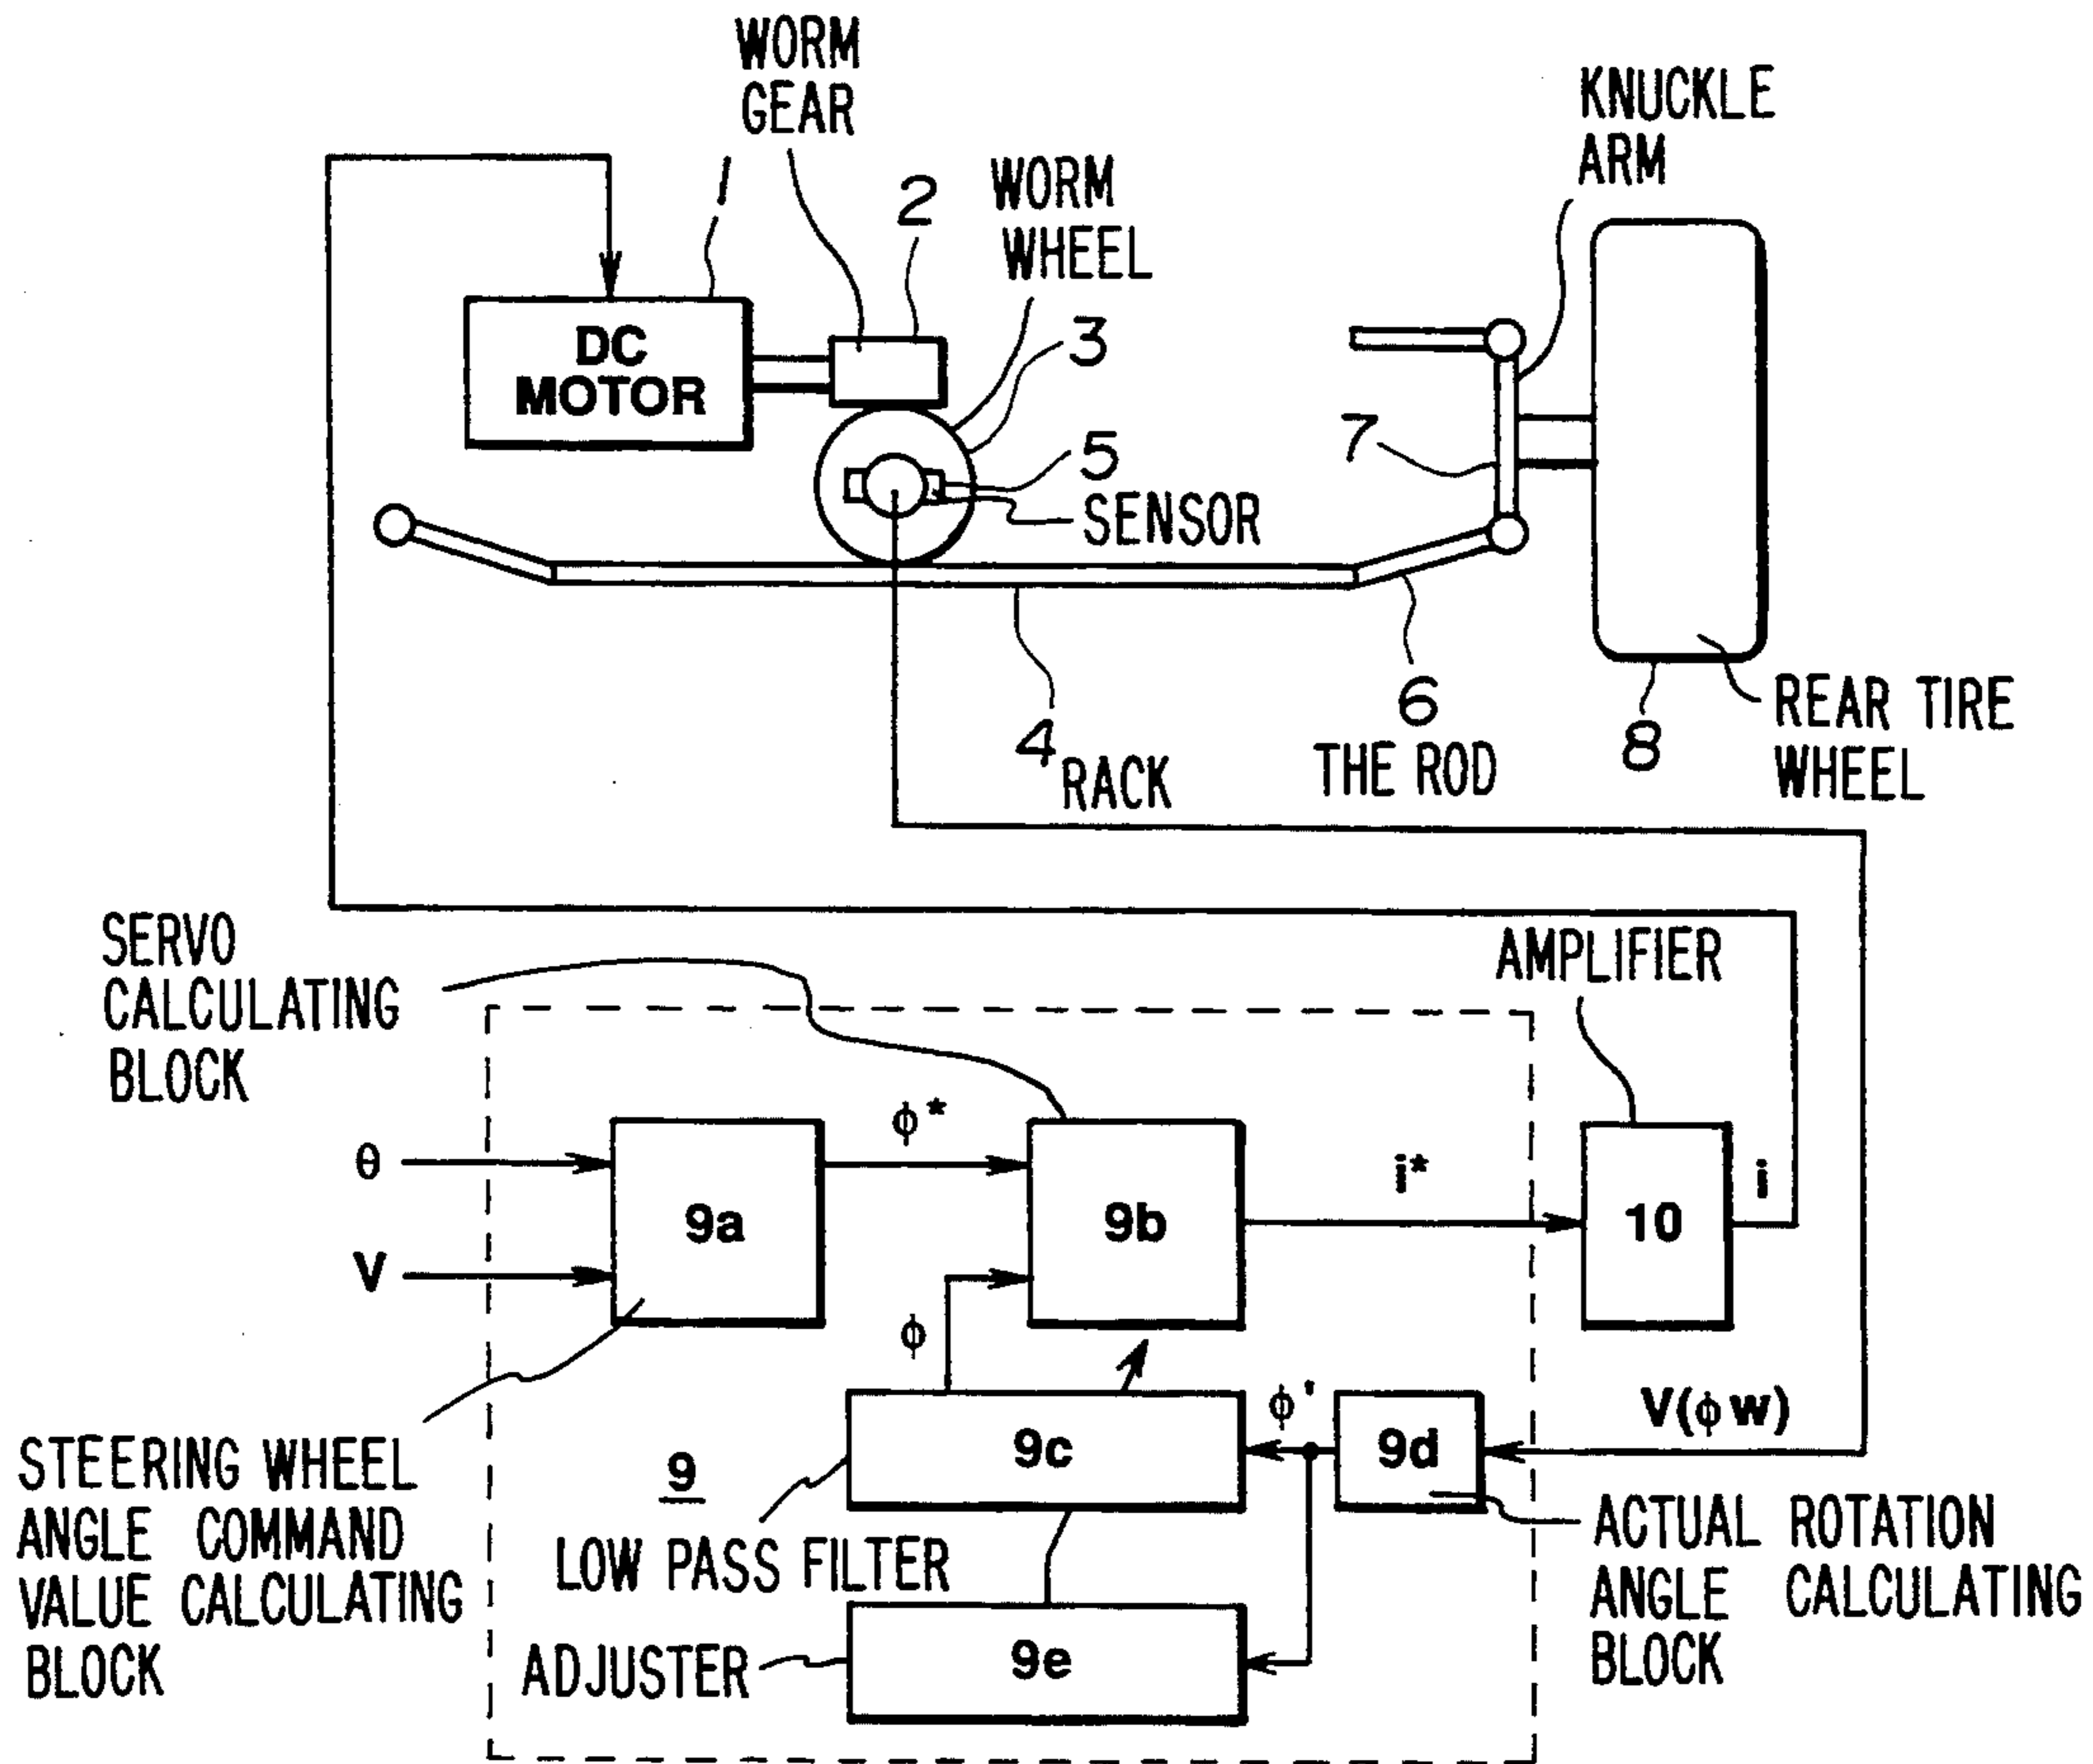 WORM
GEAR
1
2
WORM
WHEEL
3
KNUCKLE
ARM
DC
MOTOR
5
SENSOR
7
4
RACK
6
THE ROD
8
REAR TIRE
WHEEL
SERVO
CALCULATING
BLOCK
AMPLIFIER
θ
V
9a
ϕ*
9b
i*
10
i
ϕ
9
9c
ϕ'
9d
V(ϕw)
STEERING WHEEL
ANGLE COMMAND
VALUE CALCULATING
BLOCK
LOW PASS FILTER
ADJUSTER
9e
ACTUAL ROTATION
ANGLE CALCULATING
BLOCK